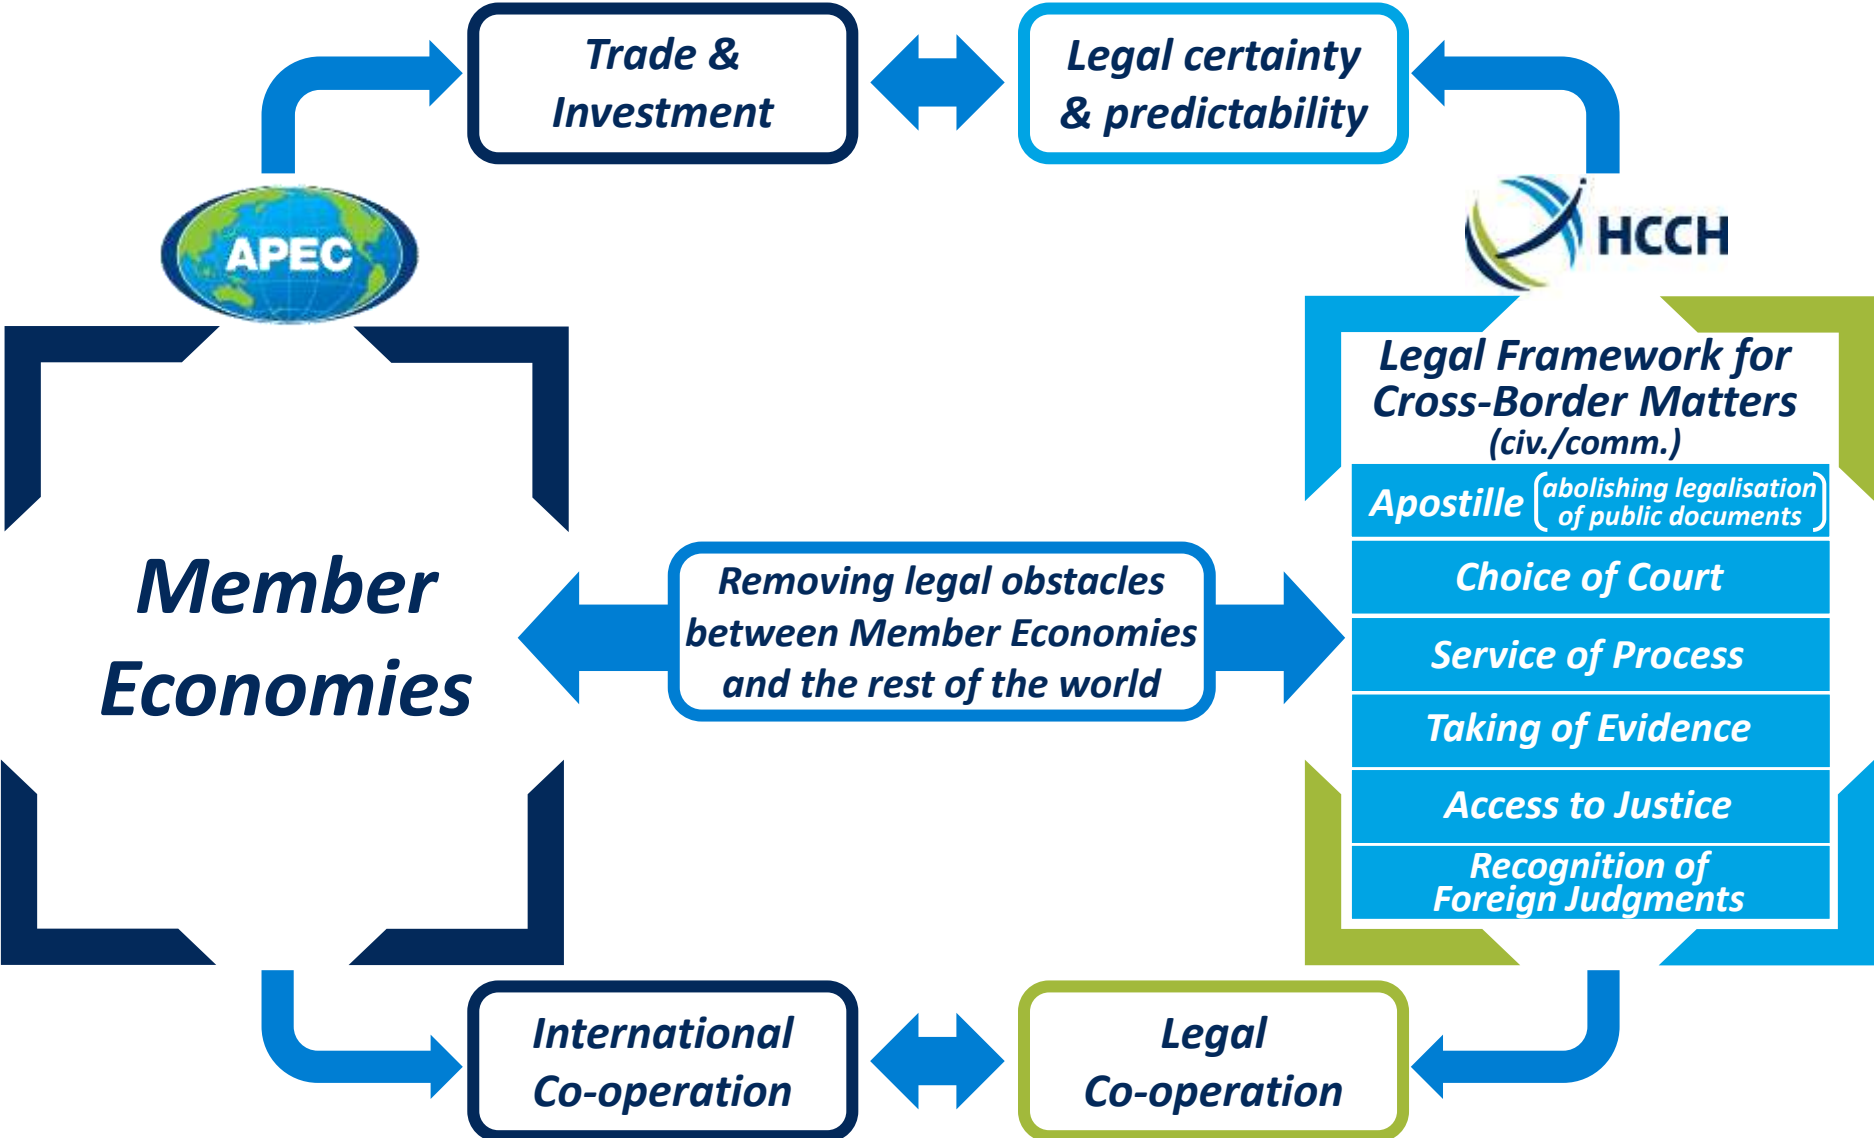 Trade &
Investment
Legal certainty
& predictability
APEC
HCCH
Member
Economies
Removing legal obstacles
between Member Economies
and the rest of the world
Legal Framework for
Cross-Border Matters
(civ./comm.)
Apostille (abolishing legalisation
of public documents)
Choice of Court
Service of Process
Taking of Evidence
Access to Justice
Recognition of
Foreign Judgments
International
Co-operation
Legal
Co-operation